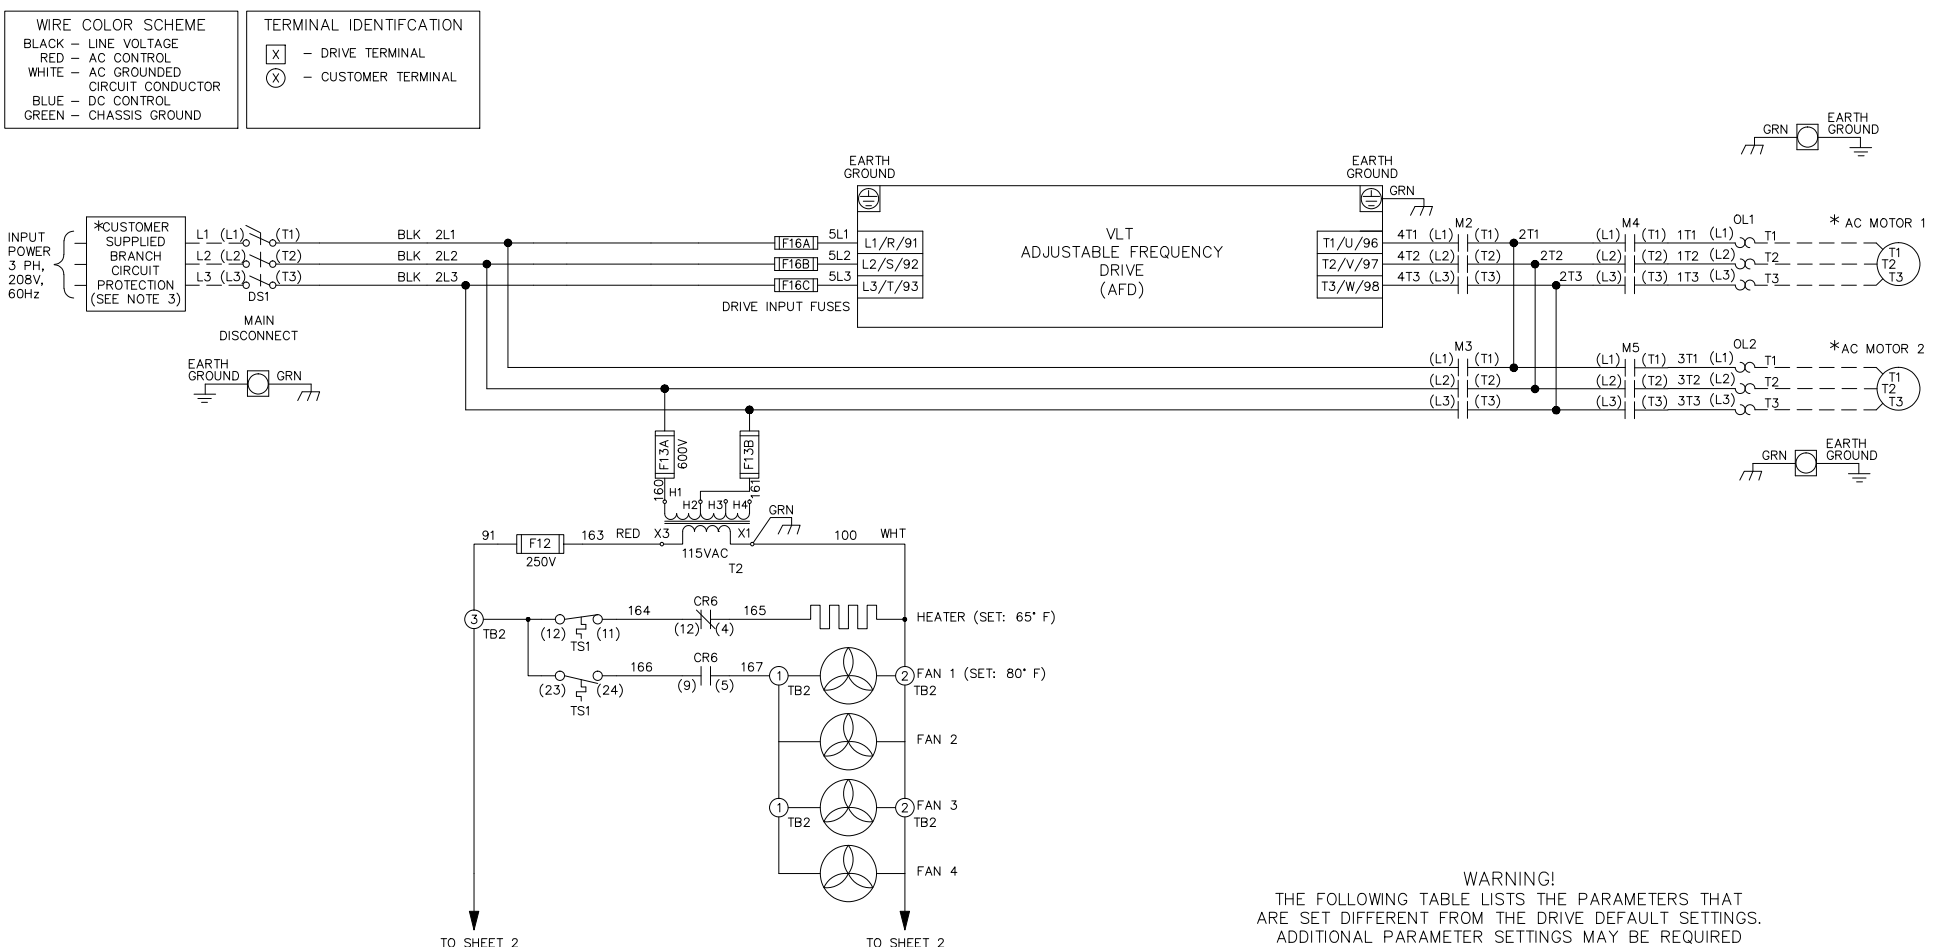 WIRE COLOR SCHEME
BLACK – LINE VOLTAGE
RED – AC CONTROL
WHITE – AC GROUNDED
CIRCUIT CONDUCTOR
BLUE – DC CONTROL
GREEN – CHASSIS GROUND
TERMINAL IDENTIFCATION
X – DRIVE TERMINAL
X – CUSTOMER TERMINAL
GRN EARTH
GROUND
EARTH
GROUND
EARTH
GROUND
GRN
INPUT
POWER
3 PH,
208V,
60Hz
*CUSTOMER
SUPPLIED
BRANCH
CIRCUIT
PROTECTION
(SEE NOTE 3)
L1 (L1) (T1) BLK 2L1 F16A 5L1 L1/R/91
L2 (L2) (T2) BLK 2L2 F16B 5L2 L2/S/92
L3 (L3) (T3) BLK 2L3 F16C 5L3 L3/T/93
DS1
MAIN
DISCONNECT
DRIVE INPUT FUSES
VLT
ADJUSTABLE FREQUENCY
DRIVE
(AFD)
M2 M4 OL1 * AC MOTOR 1
T1/U/96 4T1 (L1) (T1) 2T1 (L1) (T1) 1T1 (L1) T1 T1
T2/V/97 4T2 (L2) (T2) 2T2 (L2) (T2) 1T2 (L2) T2 T2
T3/W/98 4T3 (L3) (T3) 2T3 (L3) (T3) 1T3 (L3) T3 T3
EARTH
GROUND GRN
M3 M5 OL2 *AC MOTOR 2
(L1) (T1) (L1) (T1) 3T1 (L1) T1 T1
(L2) (T2) (L2) (T2) 3T2 (L2) T2 T2
(L3) (T3) (L3) (T3) 3T3 (L3) T3 T3
GRN EARTH
GROUND
F13A 600V F13B
160 H1 H2 H3 H4 161
GRN
91 F12 163 RED X3 X1 100 WHT
250V 115VAC
T2
3 TB2
(12) (11) 164 CR6 (12) (4) 165 HEATER (SET: 65° F)
TS1
(23) (24) 166 CR6 (9) (5) 167 1 TB2 2 TB2 FAN 1 (SET: 80° F)
TS1
FAN 2
1 TB2 2 TB2 FAN 3
FAN 4
TO SHEET 2 TO SHEET 2
WARNING!
THE FOLLOWING TABLE LISTS THE PARAMETERS THAT
ARE SET DIFFERENT FROM THE DRIVE DEFAULT SETTINGS.
ADDITIONAL PARAMETER SETTINGS MAY BE REQUIRED